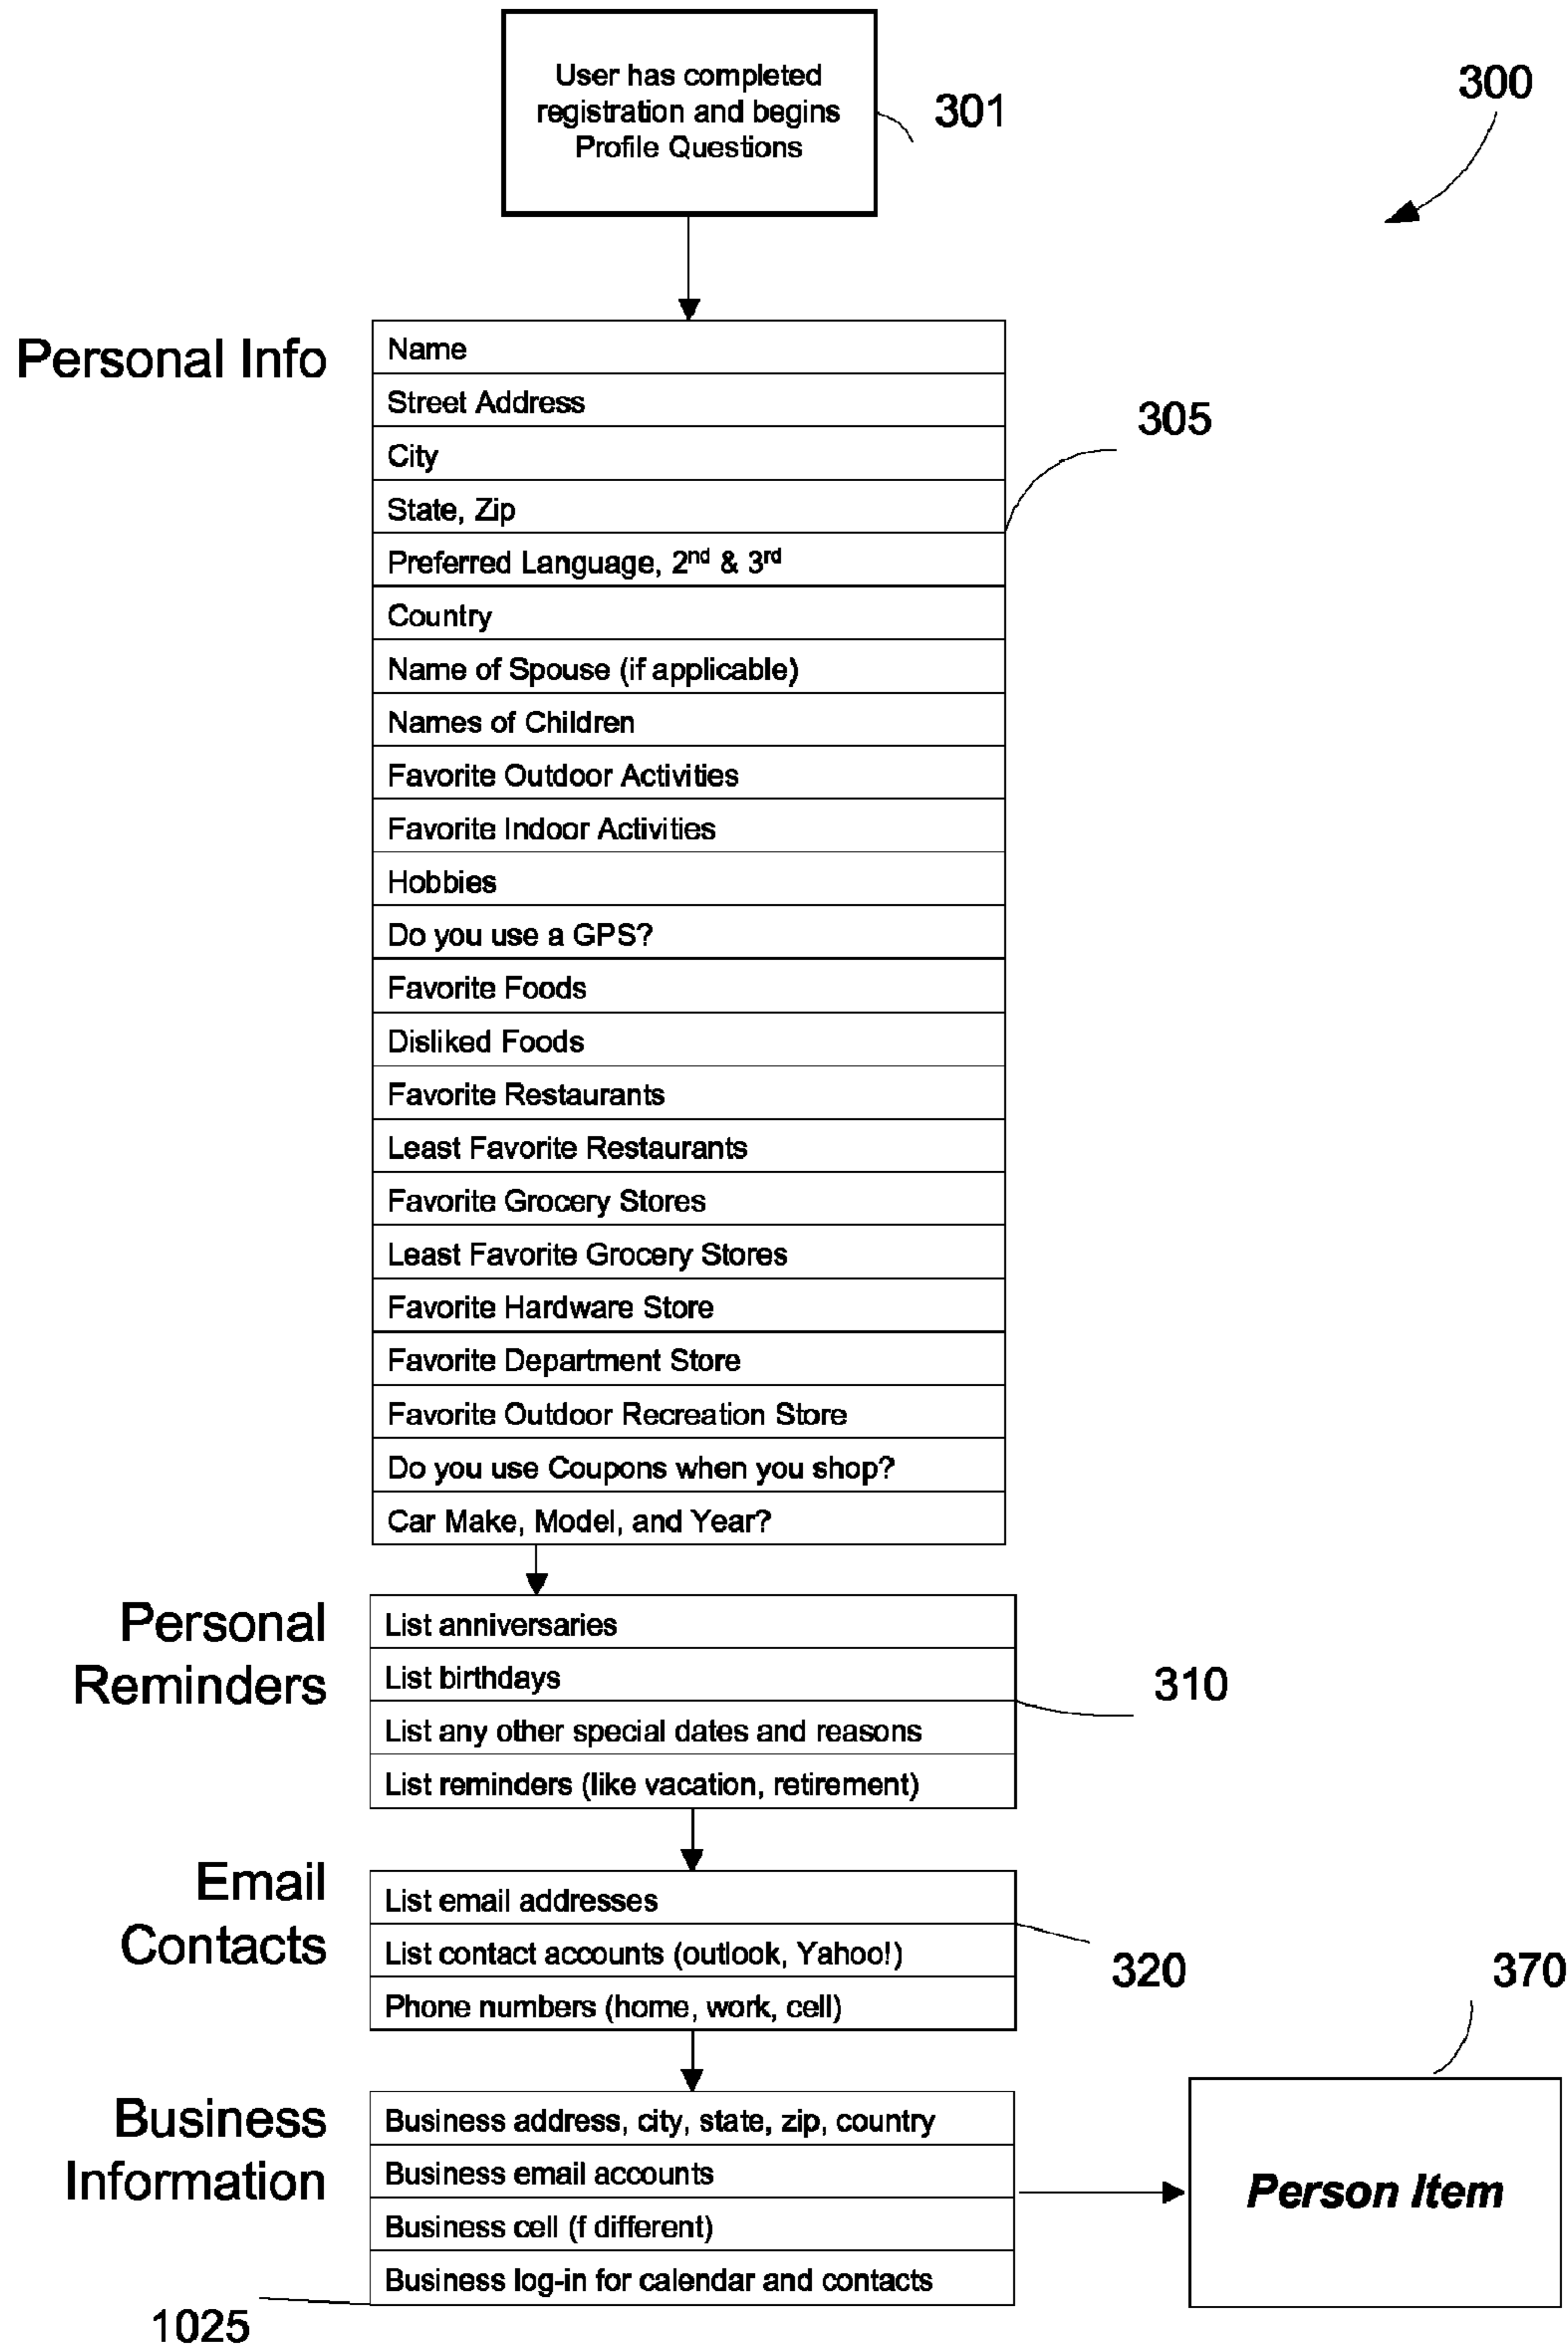 User has completed
registration and begins
Profile Questions
301
300
Personal Info
Name
Street Address
City
State, Zip
Preferred Language, 2nd & 3rd
Country
Name of Spouse (if applicable)
Names of Children
Favorite Outdoor Activities
Favorite Indoor Activities
Hobbies
Do you use a GPS?
Favorite Foods
Disliked Foods
Favorite Restaurants
Least Favorite Restaurants
Favorite Grocery Stores
Least Favorite Grocery Stores
Favorite Hardware Store
Favorite Department Store
Favorite Outdoor Recreation Store
Do you use Coupons when you shop?
Car Make, Model, and Year?
305
Personal
Reminders
List anniversaries
List birthdays
List any other special dates and reasons
List reminders (like vacation, retirement)
310
Email
Contacts
List email addresses
List contact accounts (outlook, Yahoo!)
Phone numbers (home, work, cell)
320
370
Business
Information
Business address, city, state, zip, country
Business email accounts
Business cell (f different)
Business log-in for calendar and contacts
Person Item
1025